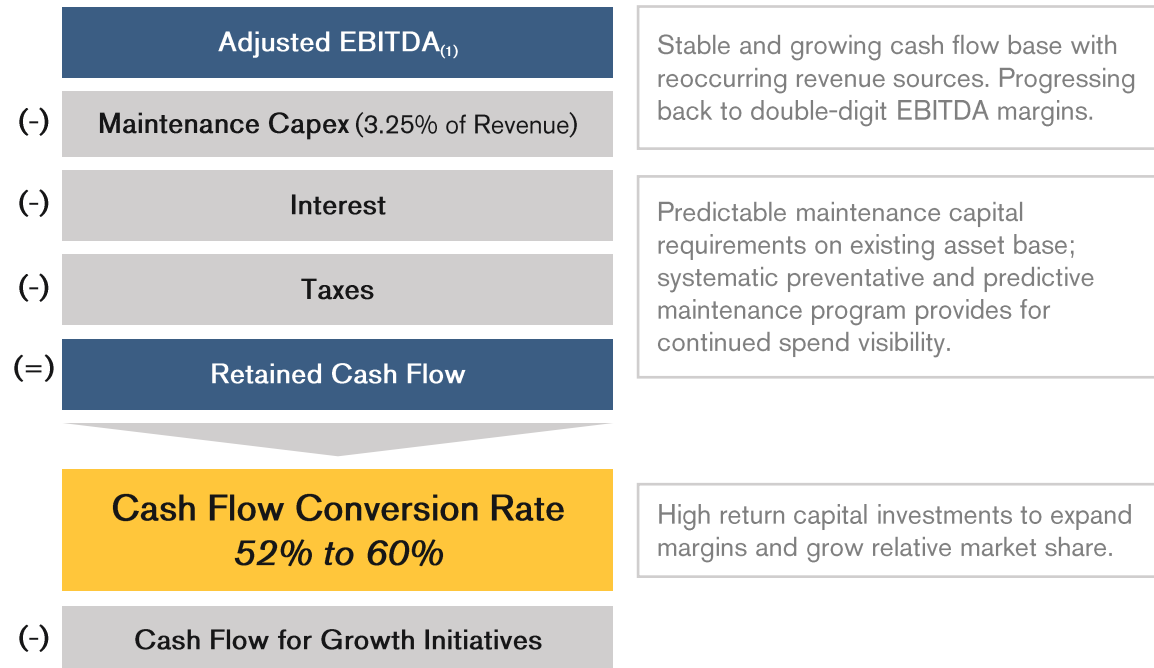 Adjusted EBITDA(1)
(-) Maintenance Capex (3.25% of Revenue)
(-) Interest
(-) Taxes
(=) Retained Cash Flow
Cash Flow Conversion Rate
52% to 60%
(-) Cash Flow for Growth Initiatives
Stable and growing cash flow base with
reoccurring revenue sources. Progressing
back to double-digit EBITDA margins.
Predictable maintenance capital
requirements on existing asset base;
systematic preventative and predictive
maintenance program provides for
continued spend visibility.
High return capital investments to expand
margins and grow relative market share.